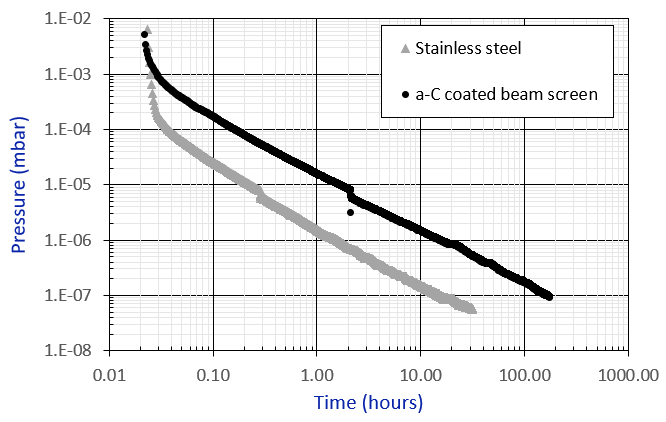 1.E-02
1.E-03
1.E-04
1.E-05
1.E-06
1.E-07
1.E-08
Pressure (mbar)
Stainless steel
a-C coated beam screen
0.01 0.10 1.00 10.00 100.00 1000.00
Time (hours)